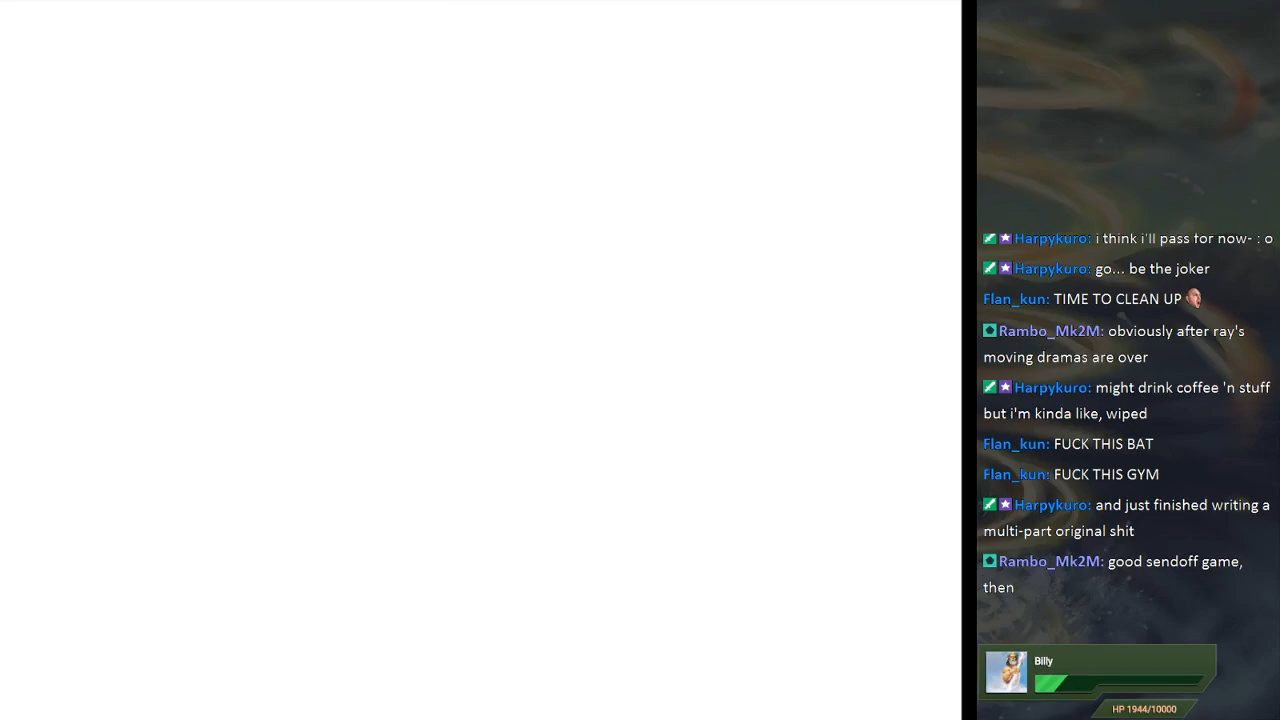 Harpykuro: i think i'll pass for now- : o
Harpykuro: go... be the joker
Flan_kun: TIME TO CLEAN UP
Rambo_Mk2M: obviously after ray's
moving dramas are over
Harpykuro: might drink coffee 'n stuff
but i'm kinda like, wiped
Flan_kun: FUCK THIS BAT
Flan_kun: FUCK THIS GYM
Harpykuro: and just finished writing a
multi-part original shit
Rambo_Mk2M: good sendoff game,
then
Billy
HP 1944/10000